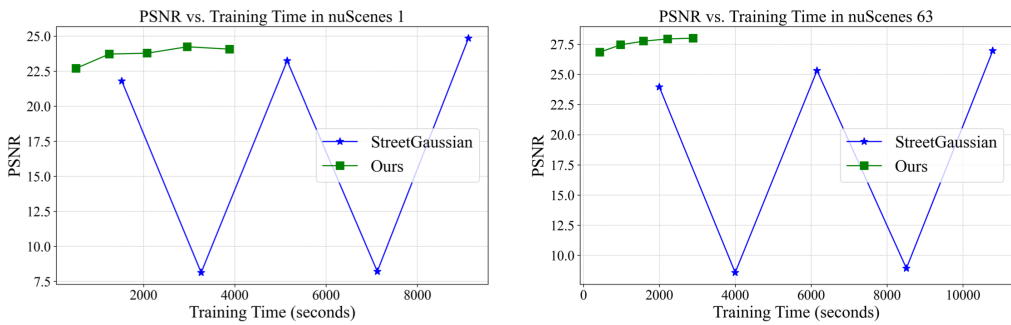 PSNR vs. Training Time in nuScenes 1
25.0
22.5
20.0
17.5
15.0
12.5
10.0
7.5
PSNR
StreetGaussian
Ours
2000 4000 6000 8000
Training Time (seconds)
PSNR vs. Training Time in nuScenes 63
27.5
25.0
22.5
20.0
17.5
15.0
12.5
10.0
PSNR
StreetGaussian
Ours
0 2000 4000 6000 8000 10000
Training Time (seconds)